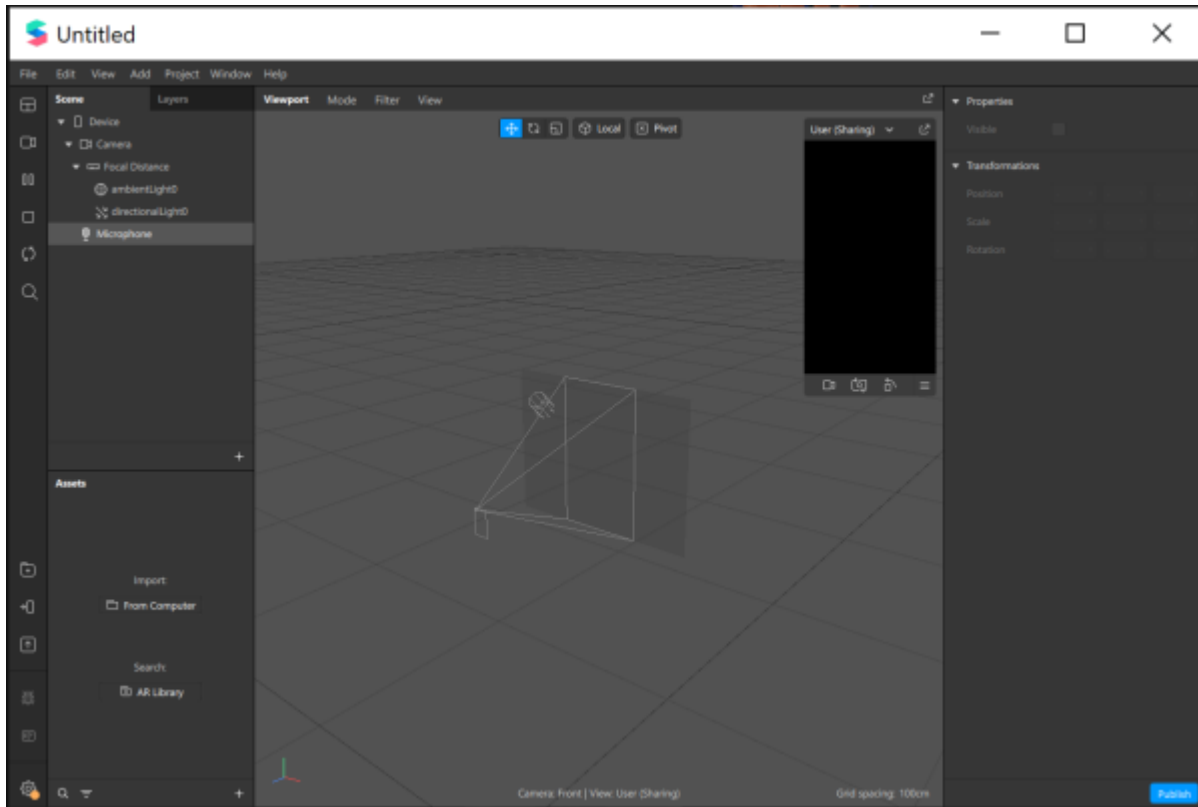 Untitled
File Edit View Add Project Window Help
Scene Layers
Device
Camera
Focal Distance
ambientLight0
directionalLight0
Microphone
Assets
Import:
From Computer
Search:
AR Library
Viewport Mode Filter View
Local Pivot
User (Sharing)
Camera: Front | View: User (Sharing)
Grid spacing: 100cm
Properties
Visible
Transformations
Position
Scale
Rotation
Publish